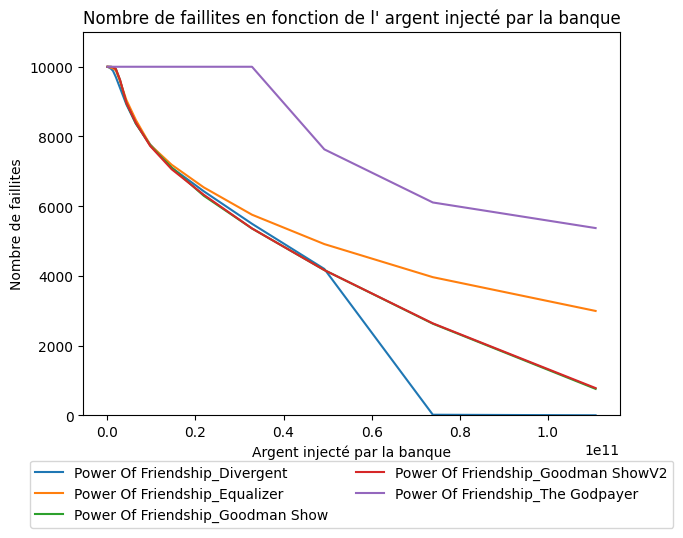 Nombre de faillites en fonction de l' argent injecté par la banque
Nombre de faillites
10000
8000
6000
4000
2000
0
0.0 0.2 0.4 0.6 0.8 1.0
1e11
Argent injecté par la banque
Power Of Friendship_Divergent
Power Of Friendship_Equalizer
Power Of Friendship_Goodman Show
Power Of Friendship_Goodman ShowV2
Power Of Friendship_The Godpayer